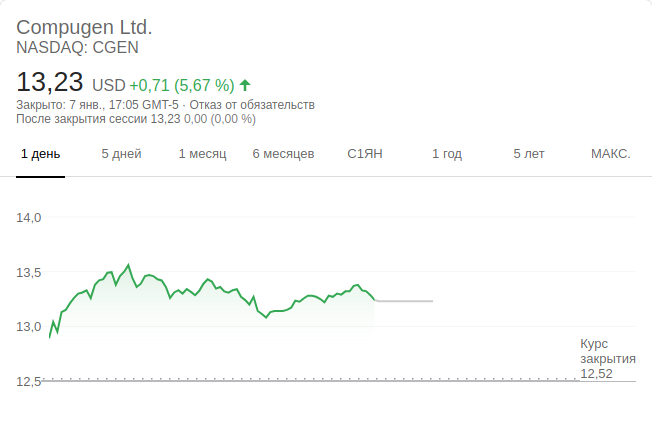 Compugen Ltd.
NASDAQ: CGEN
13,23 USD +0,71 (5,67 %)
Закрыто: 7 янв., 17:05 GMT-5 · Отказ от обязательств
После закрытия сессии 13,23 0,00 (0,00 %)
1 день 5 дней 1 месяц 6 месяцев С1ЯН 1 год 5 лет МАКС.
14,0
13,5
13,0
Курс
закрытия
12,52
12,5